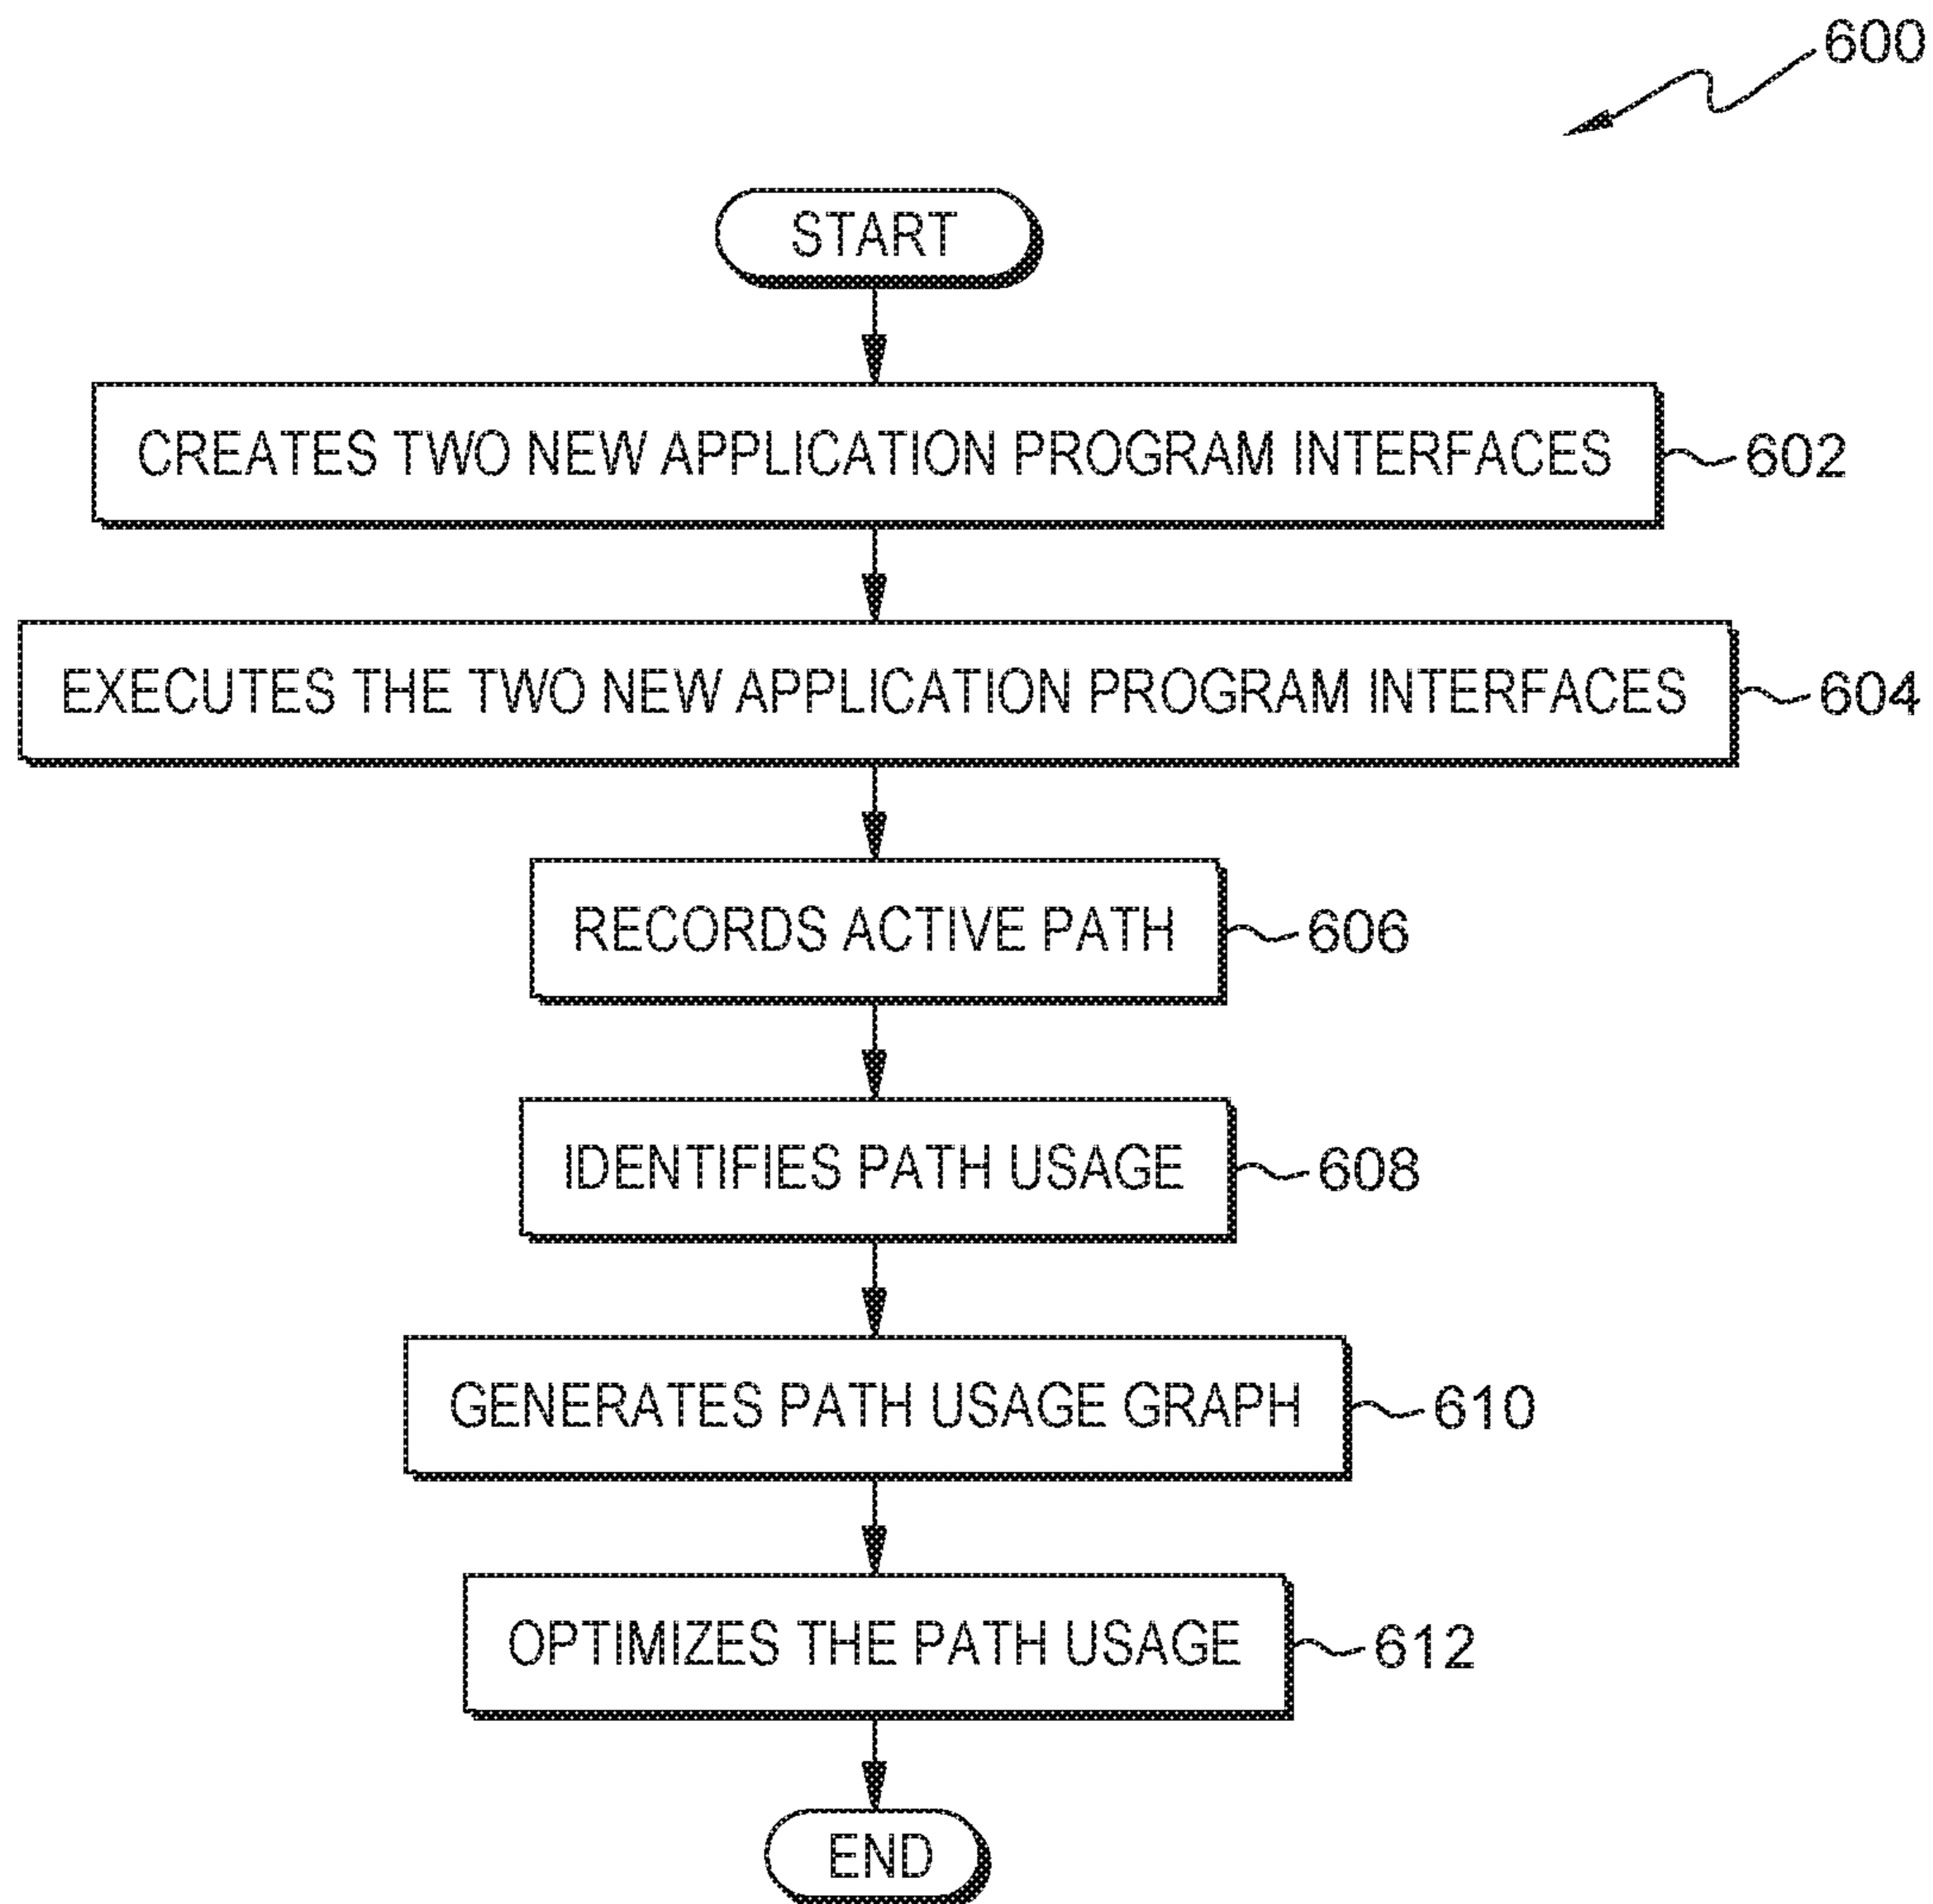 600
START
CREATES TWO NEW APPLICATION PROGRAM INTERFACES
602
EXECUTES THE TWO NEW APPLICATION PROGRAM INTERFACES
604
RECORDS ACTIVE PATH
606
IDENTIFIES PATH USAGE
608
GENERATES PATH USAGE GRAPH
610
OPTIMIZES THE PATH USAGE
612
END